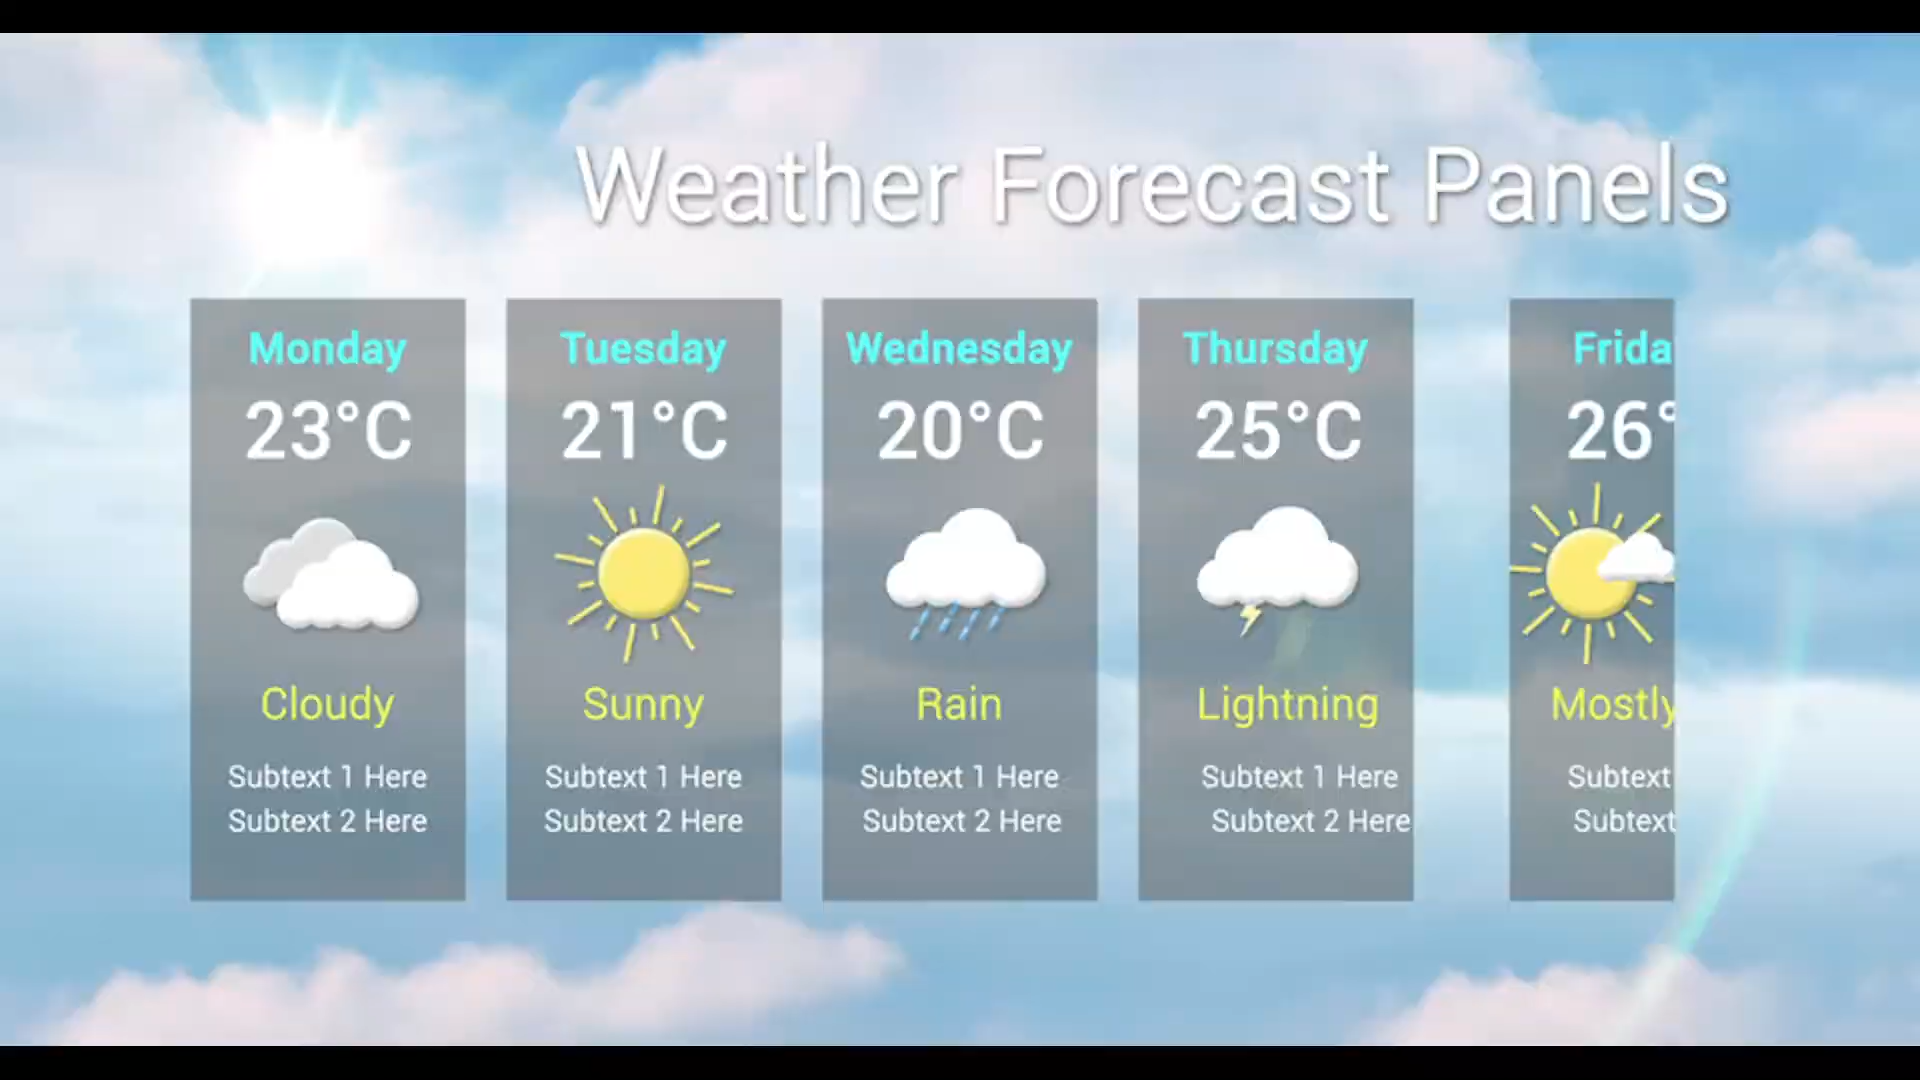 Weather Forecast Panels
Monday
23°C
Cloudy
Subtext 1 Here
Subtext 2 Here
Tuesday
21°C
Sunny
Subtext 1 Here
Subtext 2 Here
Wednesday
20°C
Rain
Subtext 1 Here
Subtext 2 Here
Thursday
25°C
Lightning
Subtext 1 Here
Subtext 2 Here
Frida
26°
Mostly
Subtext
Subtext